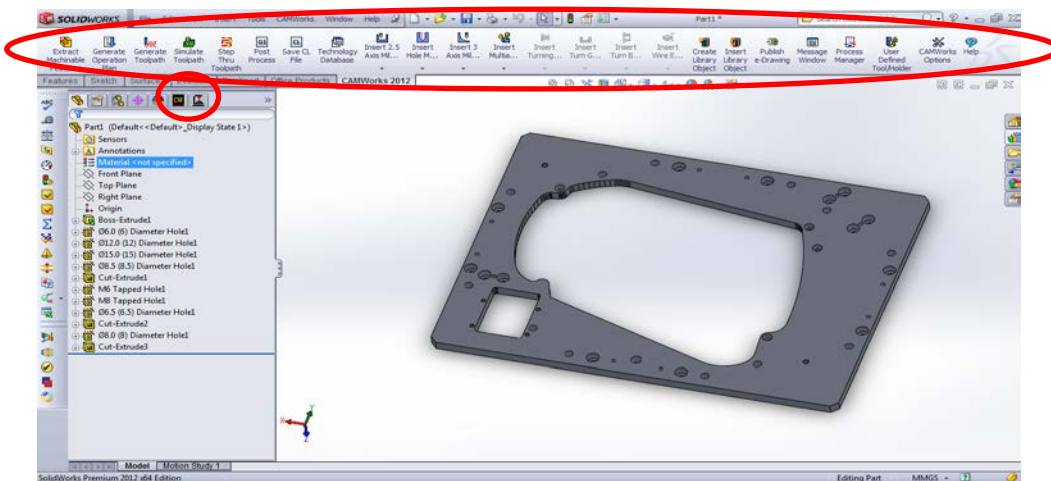 SOLIDWORKS Insert Tools CAMWorks Window Help Part1 *
Extract Machinable
Generate Operation Plan
Generate Toolpath
Simulate Toolpath
Step Thru Toolpath
Post Process
Save CL File
Technology Database
Insert 2.5 Axis Mil...
Insert Hole M...
Insert 3 Axis Mil...
Insert Multa...
Insert Turning...
Insert Turn G...
Insert Turn B...
Insert Wire E...
Create Library Object
Insert Library Object
Publish e-Drawing
Message Window
Process Manager
User Defined Tool/Holder
CAMWorks Options
Help
Features Sketch Office Products CAMWorks 2012
Part1 (Default<<Default>_Display State 1>)
Sensors
Annotations
Material <not specified>
Front Plane
Top Plane
Right Plane
Origin
Boss-Extrude1
Ø6.0 (6) Diameter Hole1
Ø12.0 (12) Diameter Hole1
Ø15.0 (15) Diameter Hole1
Ø8.5 (8.5) Diameter Hole1
Cut-Extrude1
M6 Tapped Hole1
M8 Tapped Hole1
Ø6.5 (6.5) Diameter Hole1
Cut-Extrude2
Ø8.0 (8) Diameter Hole1
Cut-Extrude3
Model Motion Study 1
SolidWorks Premium 2012 x64 Edition Editing Part MMGS